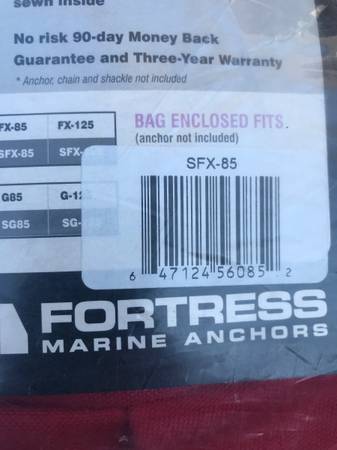 sewn inside
No risk 90-day Money Back
Guarantee and Three-Year Warranty
* Anchor, chain and shackle not included
FX-85 FX-125
SFX-85
G85
SG85
BAG ENCLOSED FITS.
(anchor not included)
SFX-85
6 47124 56085 2
FORTRESS
MARINE ANCHORS